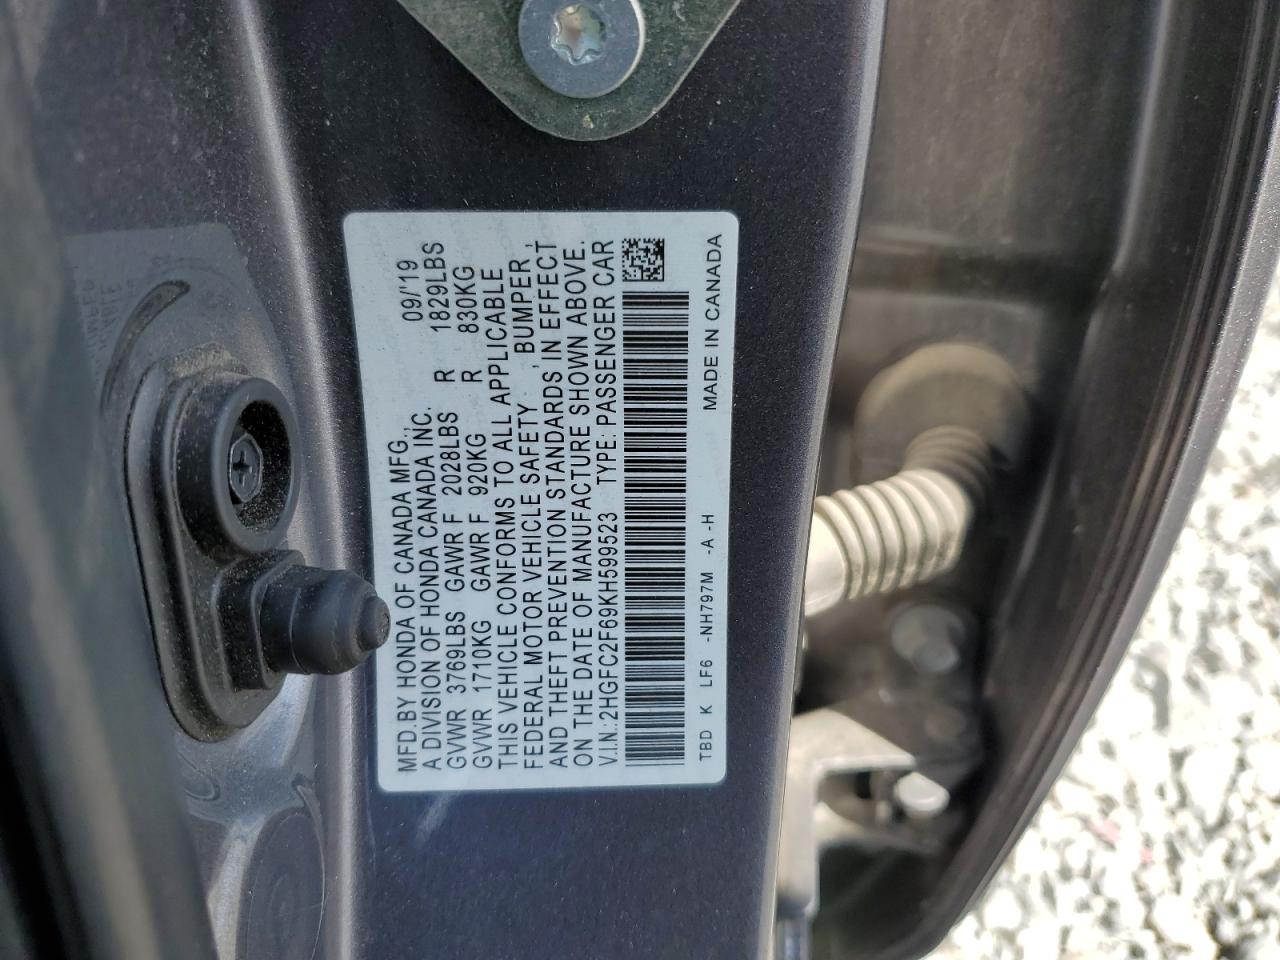 MFD.BY HONDA OF CANADA MFG., 09/'19
A DIVISION OF HONDA CANADA INC.
GVWR 3769LBS GAWR F 2028LBS R 1829LBS
GVWR 1710KG GAWR F 920KG R 830KG
THIS VEHICLE CONFORMS TO ALL APPLICABLE
FEDERAL MOTOR VEHICLE SAFETY , BUMPER ,
AND THEFT PREVENTION STANDARDS IN EFFECT
ON THE DATE OF MANUFACTURE SHOWN ABOVE.
V.I.N.:2HGFC2F69KH599523 TYPE: PASSENGER CAR
TBD K LF6 -NH797M -A -H MADE IN CANADA